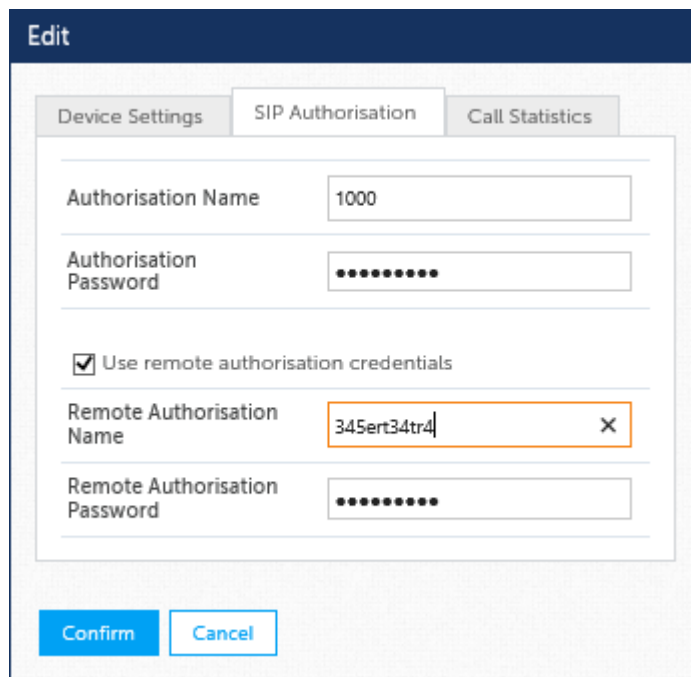 Edit
Device Settings SIP Authorisation Call Statistics
Authorisation Name 1000
Authorisation
Password •••••••••
Use remote authorisation credentials
Remote Authorisation
Name 345ert34tr4
Remote Authorisation
Password •••••••••
Confirm Cancel